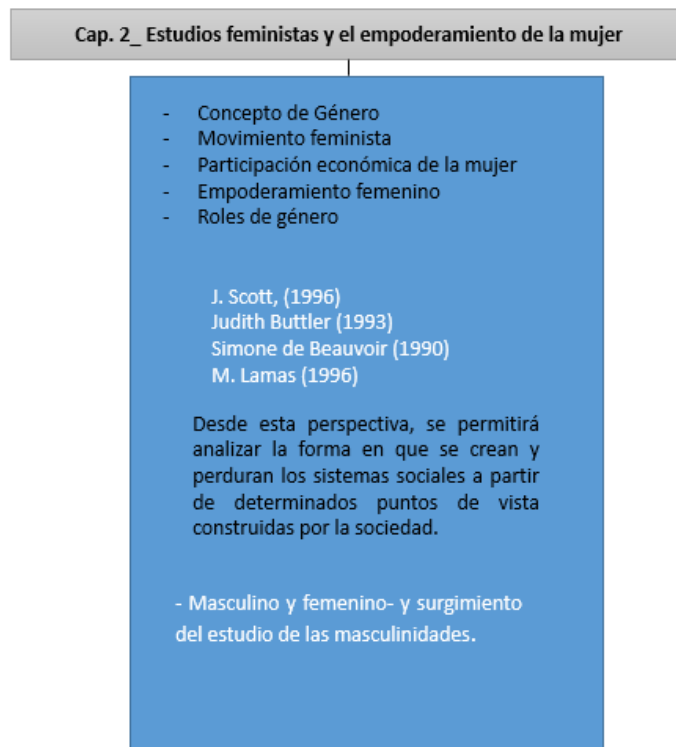 Cap. 2_ Estudios feministas y el empoderamiento de la mujer
- Concepto de Género
- Movimiento feminista
- Participación económica de la mujer
- Empoderamiento femenino
- Roles de género
J. Scott, (1996)
Judith Buttler (1993)
Simone de Beauvoir (1990)
M. Lamas (1996)
Desde esta perspectiva, se permitirá
analizar la forma en que se crean y
perduran los sistemas sociales a partir
de determinados puntos de vista
construidas por la sociedad.
- Masculino y femenino- y surgimiento
del estudio de las masculinidades.